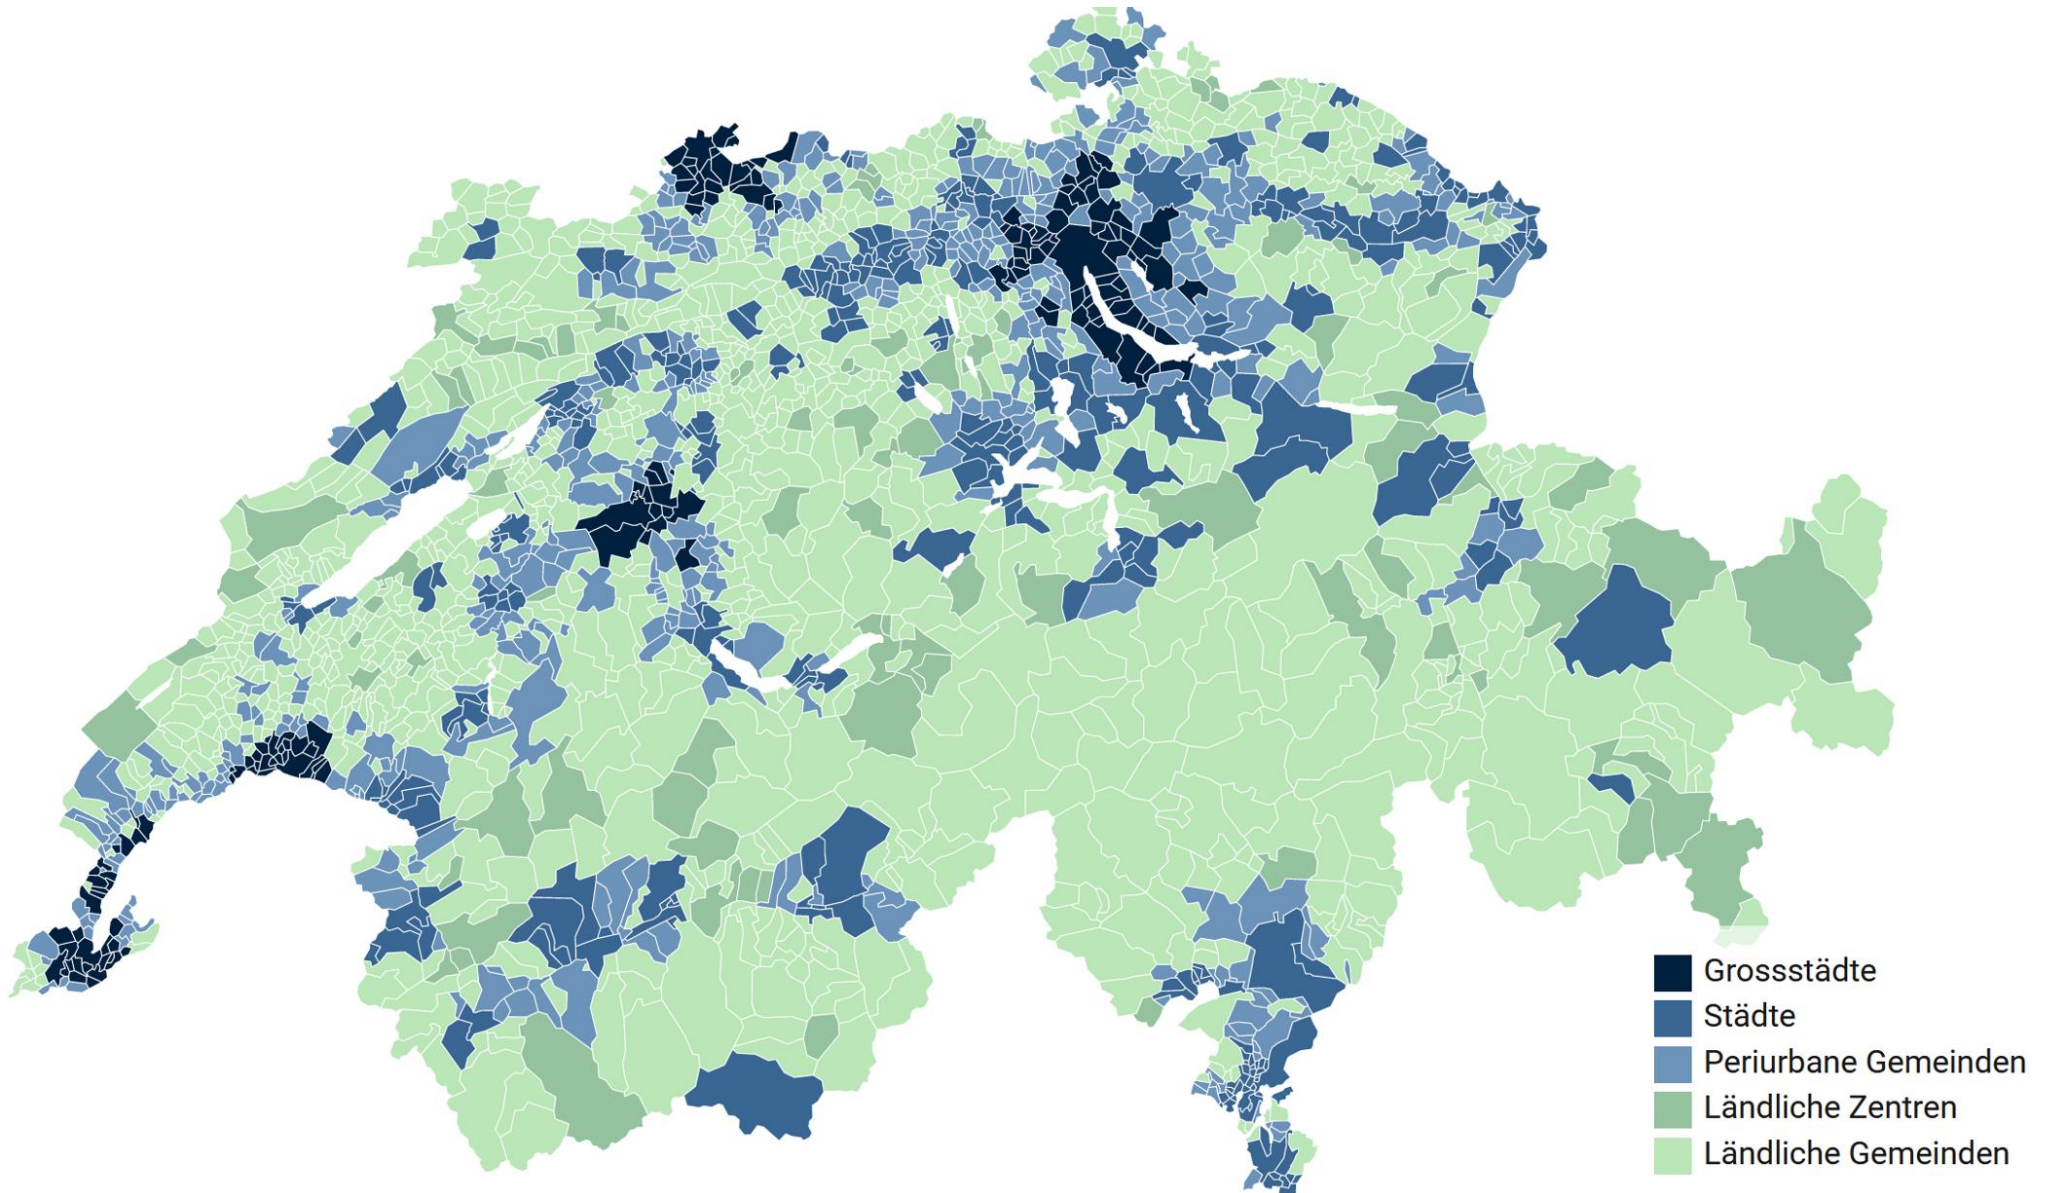 Grossstädte
Städte
Periurbane Gemeinden
Ländliche Zentren
Ländliche Gemeinden